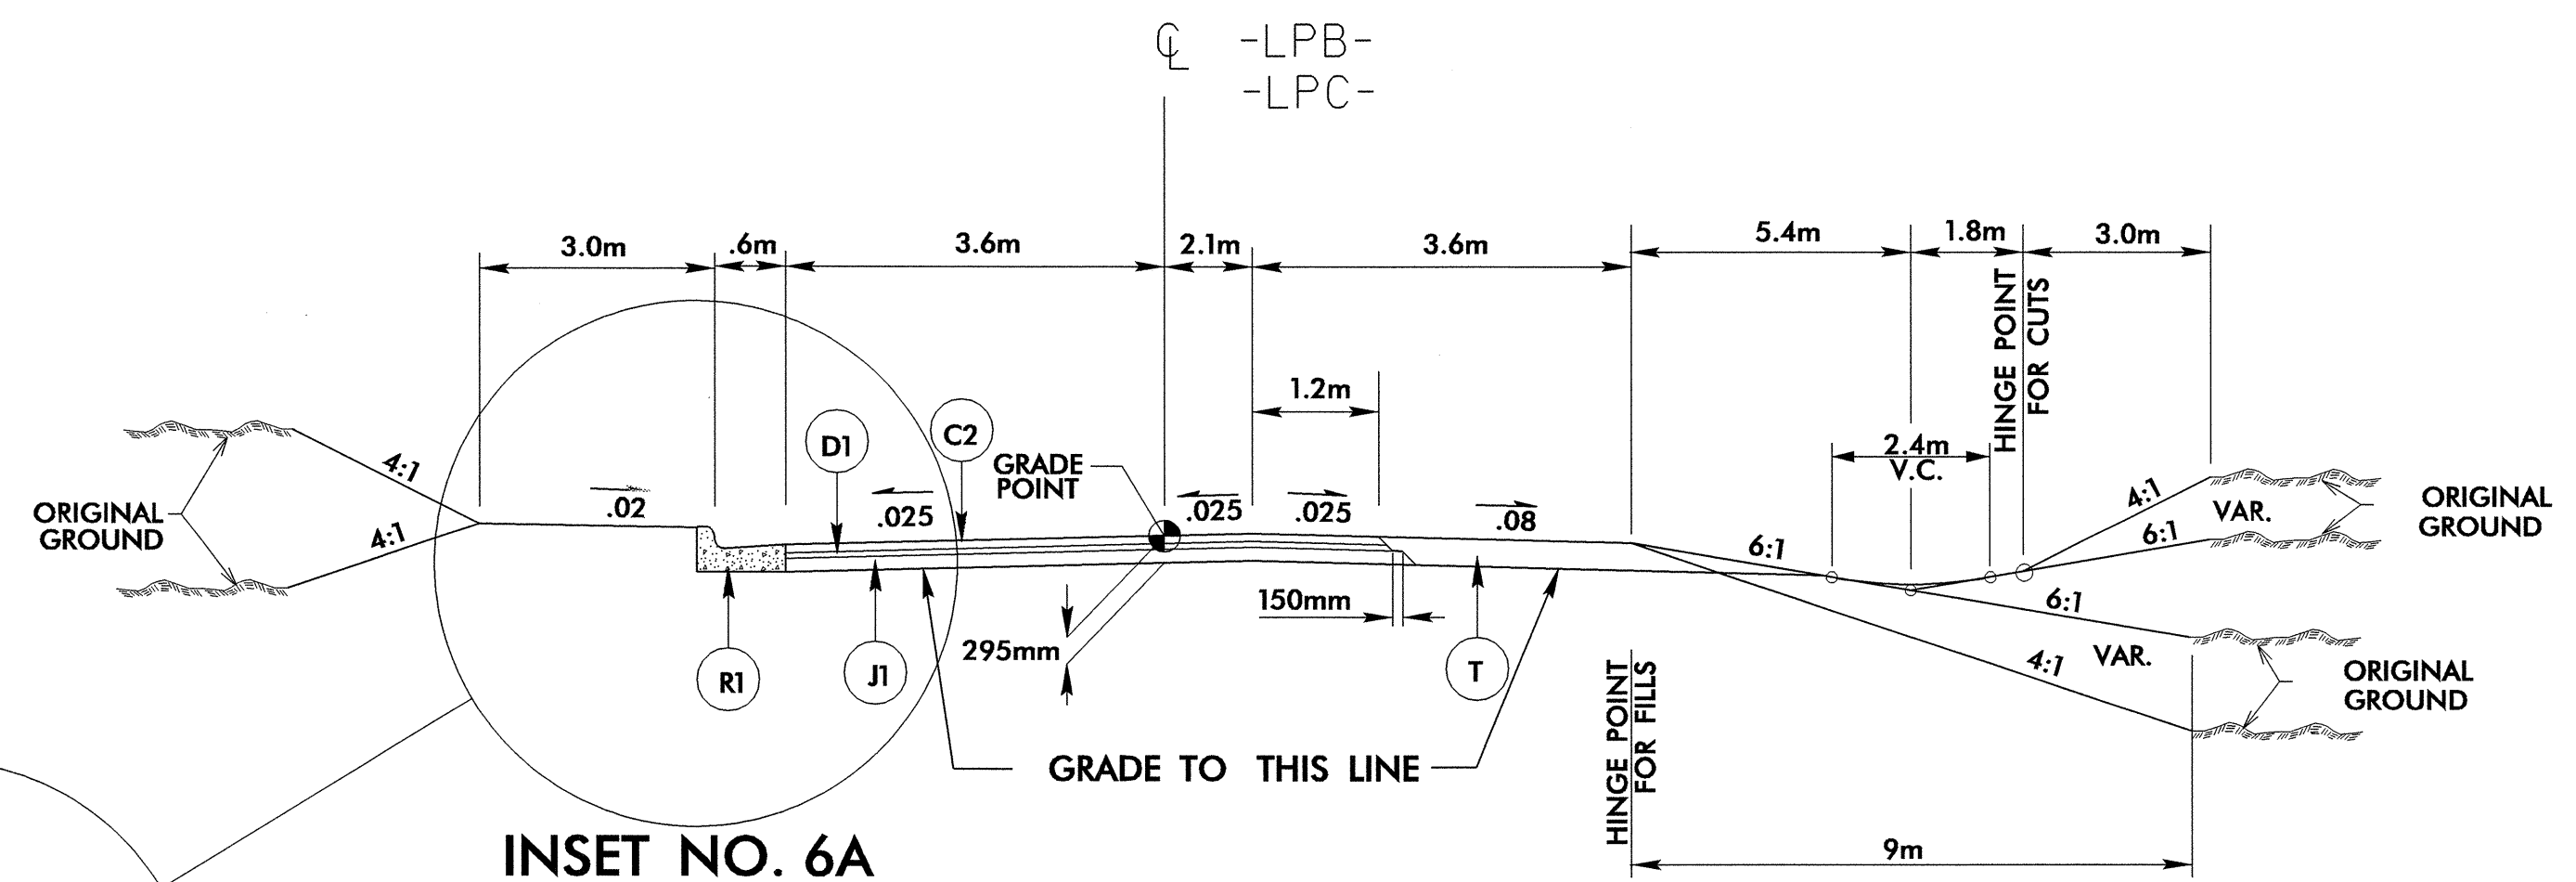 ℄ -LPB-
-LPC-
3.0m .6m 3.6m 2.1m 3.6m 5.4m 1.8m 3.0m
HINGE POINT
FOR CUTS
1.2m
2.4m
V.C.
D1 C2
GRADE
POINT
4:1
.02
.025
.025
.025
.08
6:1
4:1
VAR.
6:1
ORIGINAL
GROUND
ORIGINAL
GROUND
4:1
295mm
150mm
6:1
4:1
VAR.
R1
J1
T
ORIGINAL
GROUND
HINGE POINT
FOR FILLS
GRADE TO THIS LINE
INSET NO. 6A
9m